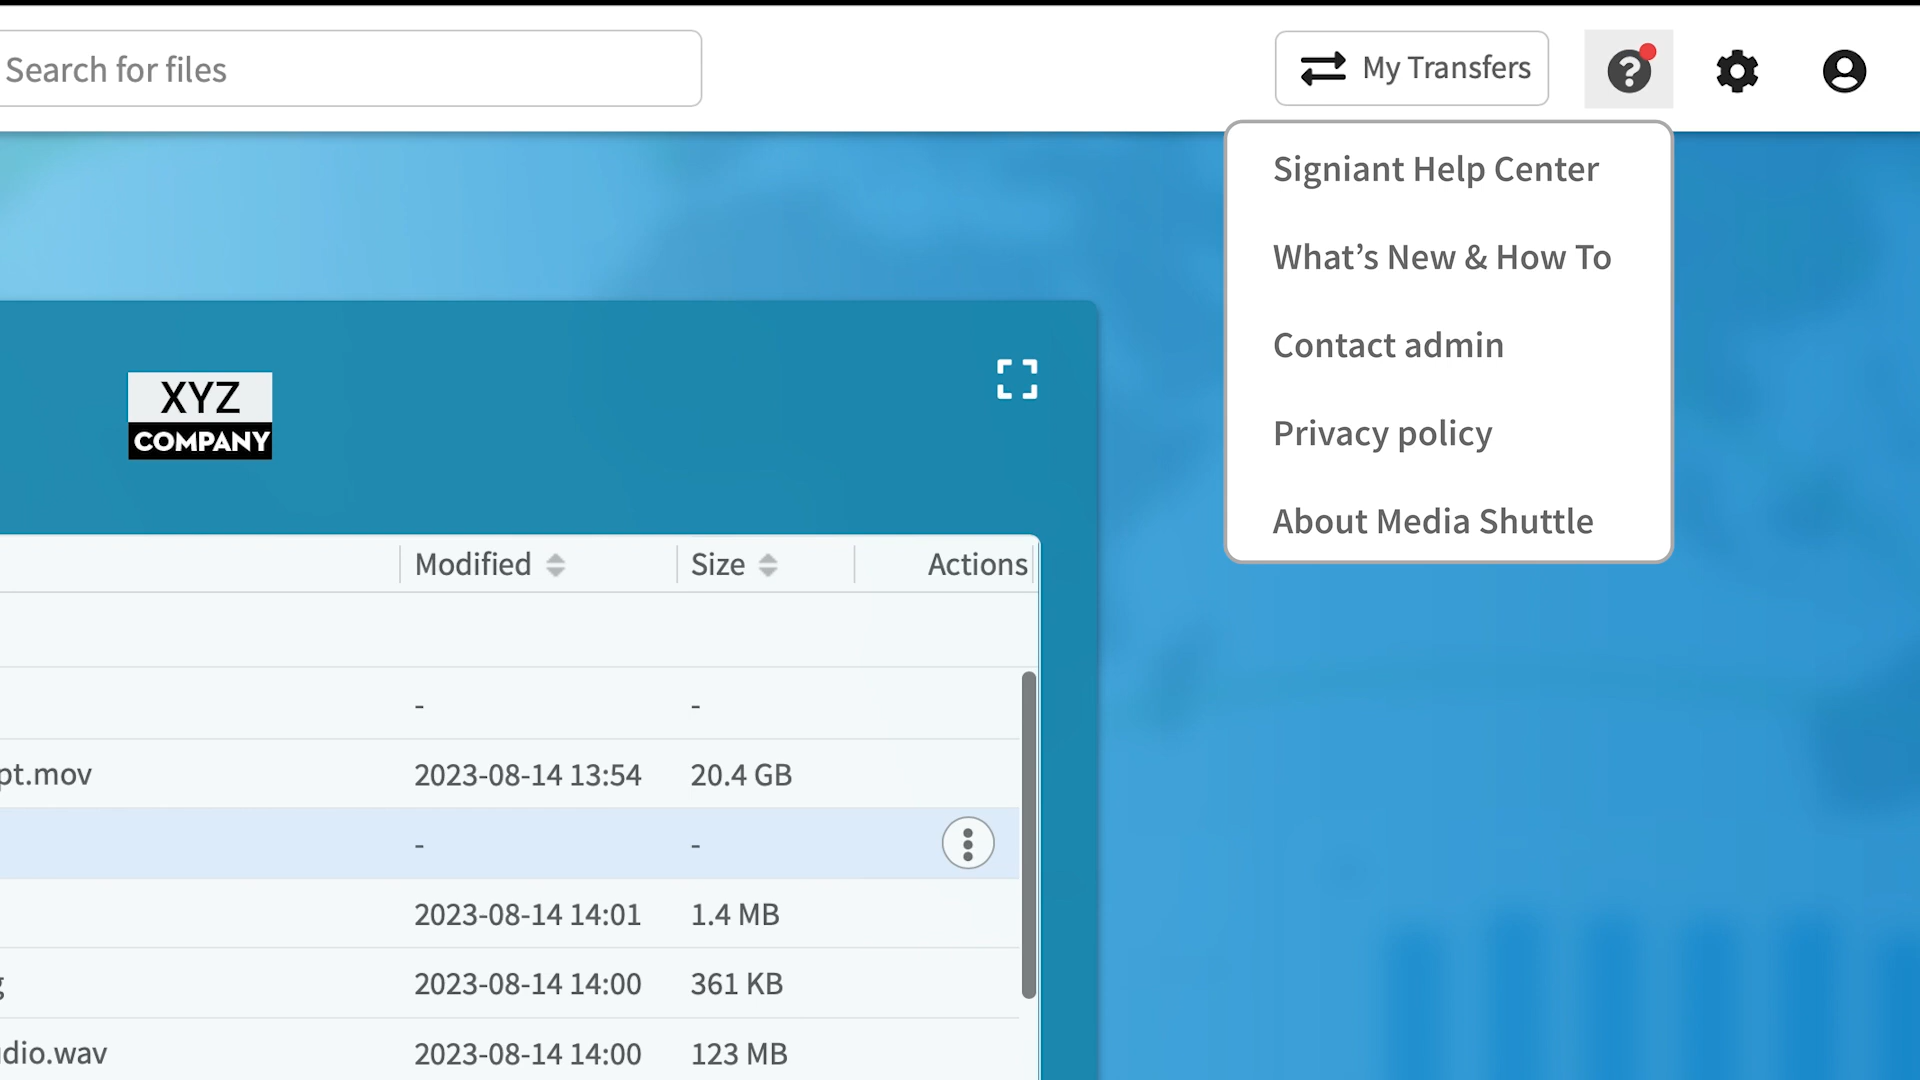 Search for files
My Transfers
Signiant Help Center
What's New & How To
Contact admin
Privacy policy
About Media Shuttle
XYZ
COMPANY
Modified Size Actions
- -
pt.mov 2023-08-14 13:54 20.4 GB
- -
2023-08-14 14:01 1.4 MB
g 2023-08-14 14:00 361 KB
dio.wav 2023-08-14 14:00 123 MB